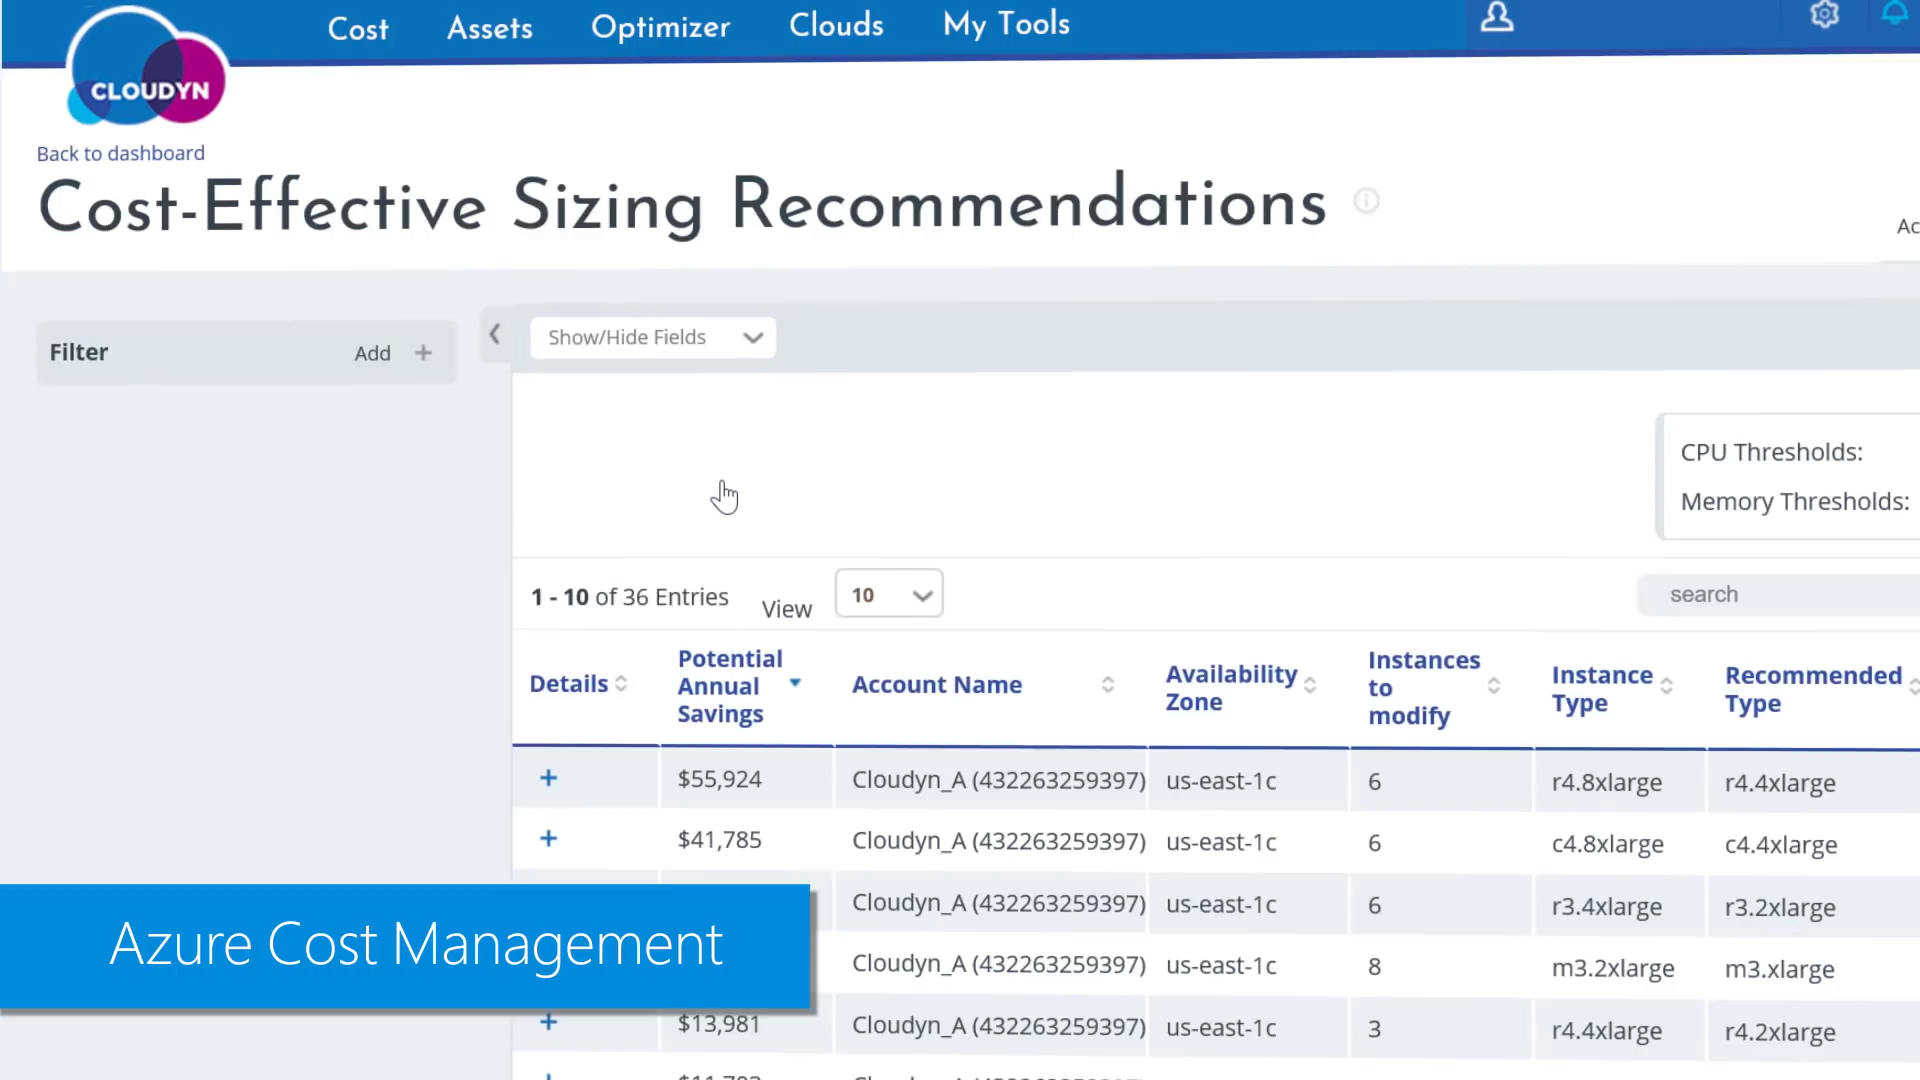 Cost Assets Optimizer Clouds My Tools
CLOUDYN
Back to dashboard
Cost-Effective Sizing Recommendations
Ac
Filter Add +
Show/Hide Fields
CPU Thresholds:
Memory Thresholds:
1 - 10 of 36 Entries View 10 search
Details Potential Annual Savings Account Name Availability Zone Instances to modify Instance Type Recommended Type
+ $55,924 Cloudyn_A (432263259397) us-east-1c 6 r4.8xlarge r4.4xlarge
+ $41,785 Cloudyn_A (432263259397) us-east-1c 6 c4.8xlarge c4.4xlarge
Cloudyn_A (432263259397) us-east-1c 6 r3.4xlarge r3.2xlarge
Cloudyn_A (432263259397) us-east-1c 8 m3.2xlarge m3.xlarge
+ $13,981 Cloudyn_A (432263259397) us-east-1c 3 r4.4xlarge r4.2xlarge
Azure Cost Management